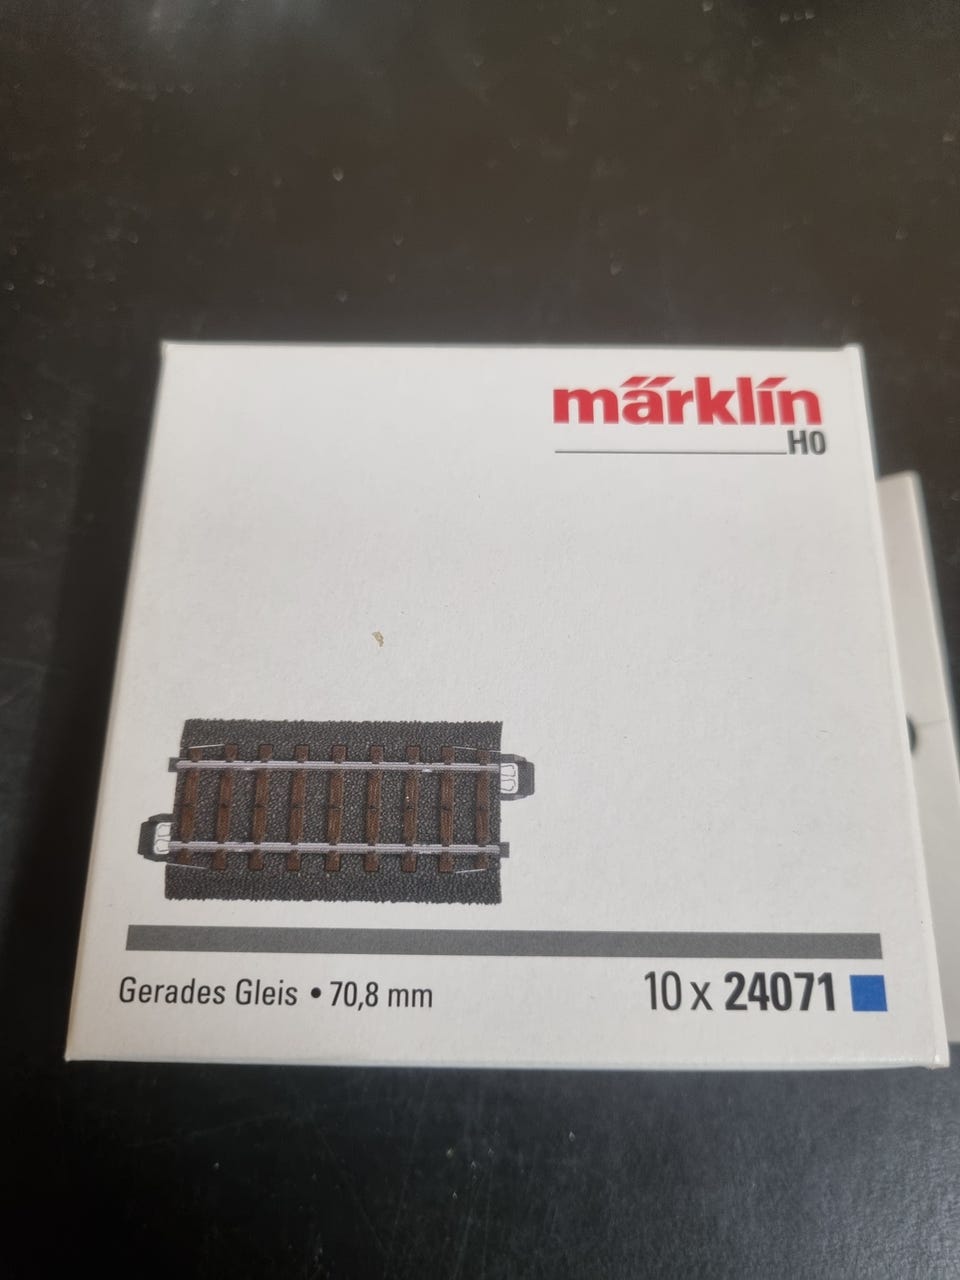 märklin
H0
Gerades Gleis • 70,8 mm
10 x 24071